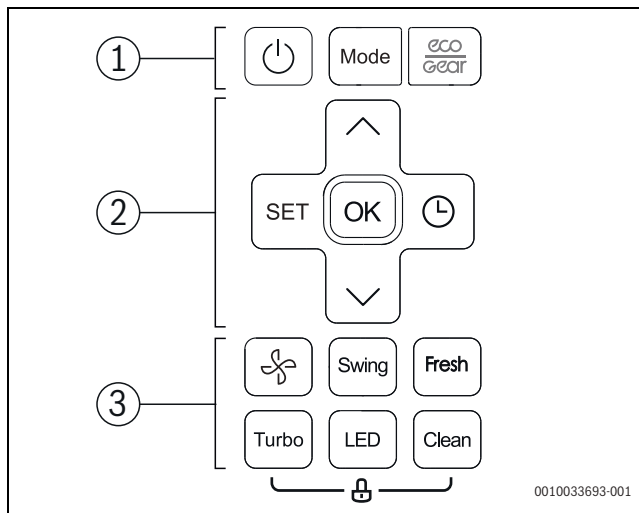 1
Mode
eco
Gear
2
SET
OK
3
Swing
Fresh
Turbo
LED
Clean
0010033693-001